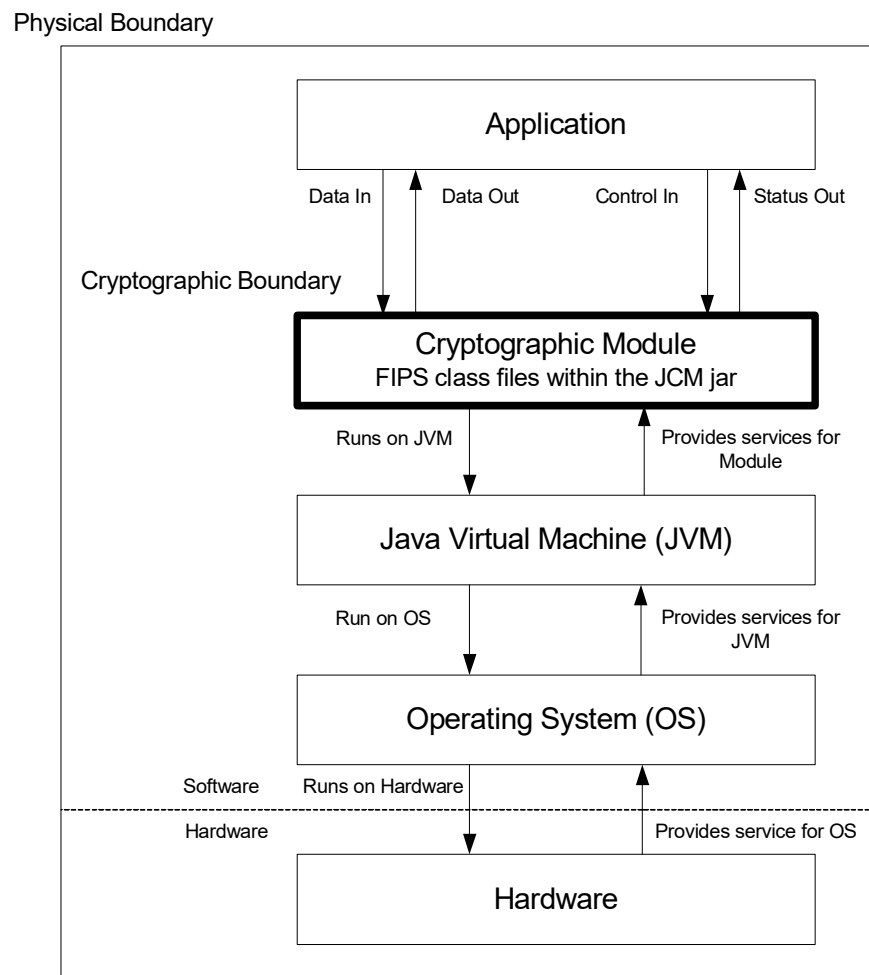 Physical Boundary
Application
Data In
Data Out
Control In
Status Out
Cryptographic Boundary
Cryptographic Module
FIPS class files within the JCM jar
Runs on JVM
Provides services for
Module
Java Virtual Machine (JVM)
Run on OS
Provides services for
JVM
Operating System (OS)
Software
Runs on Hardware
Hardware
Provides service for OS
Hardware